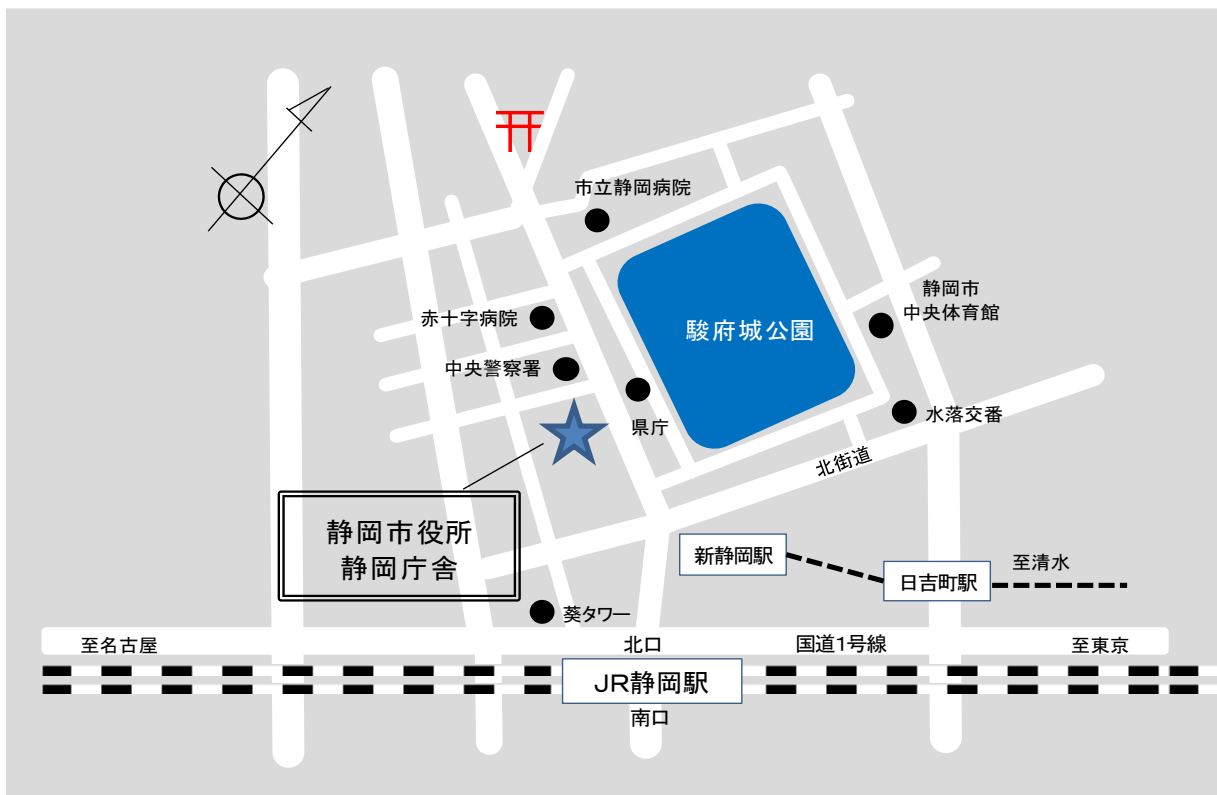 市立静岡病院
静岡市
中央体育館
赤十字病院
駿府城公園
中央警察署
県庁
水落交番
北街道
静岡市役所
静岡庁舎
新静岡駅
日吉町駅
至清水
葵タワー
至名古屋
北口
国道1号線
至東京
JR静岡駅
南口